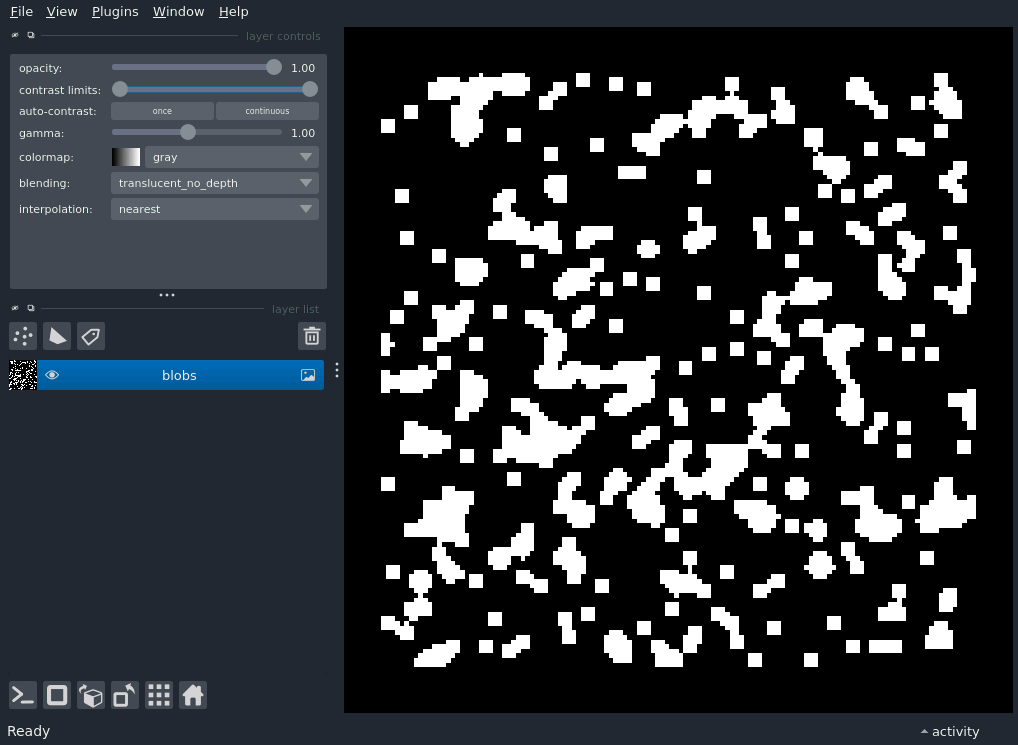 File View Plugins Window Help
layer controls
opacity: 1.00
contrast limits:
auto-contrast: once continuous
gamma: 1.00
colormap: gray
blending: translucent_no_depth
interpolation: nearest
layer list
blobs
Ready
activity